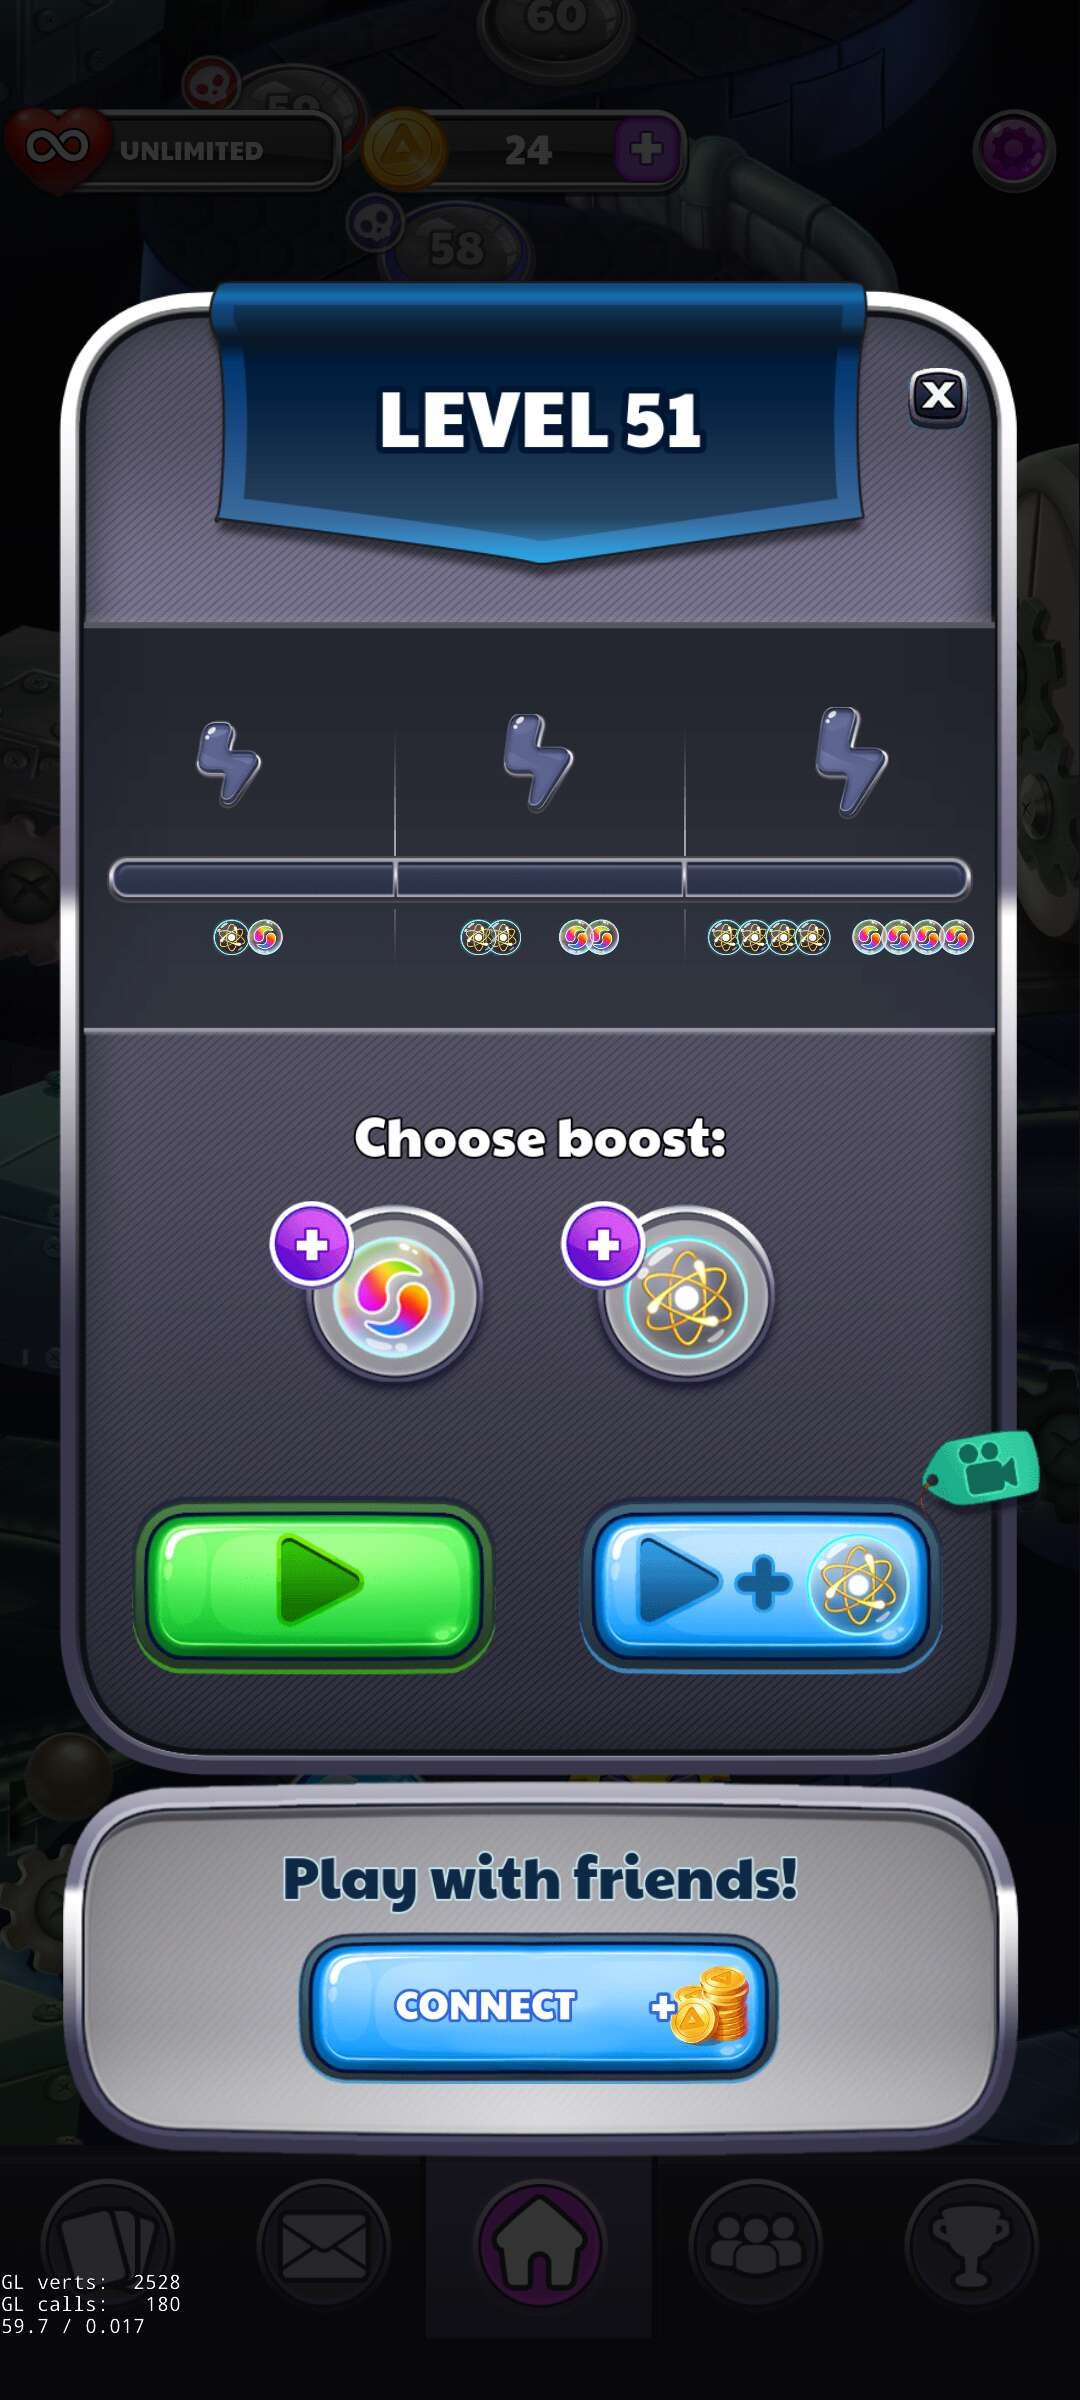 60
59
UNLIMITED
24
58
LEVEL 51
X
Choose boost:
Play with friends!
CONNECT +
GL verts: 2528
GL calls: 180
59.7 / 0.017